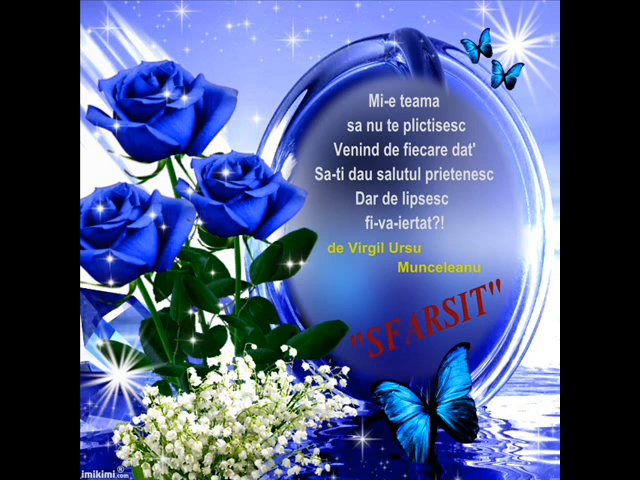 Mi-e teama
sa nu te plictisesc
Venind de fiecare dat'
Sa-ti dau salutul prietenesc
Dar de lipsesc
fi-va-iertat?!
de Virgil Ursu
Munceleanu
"SFARSIT"
imikimi.com